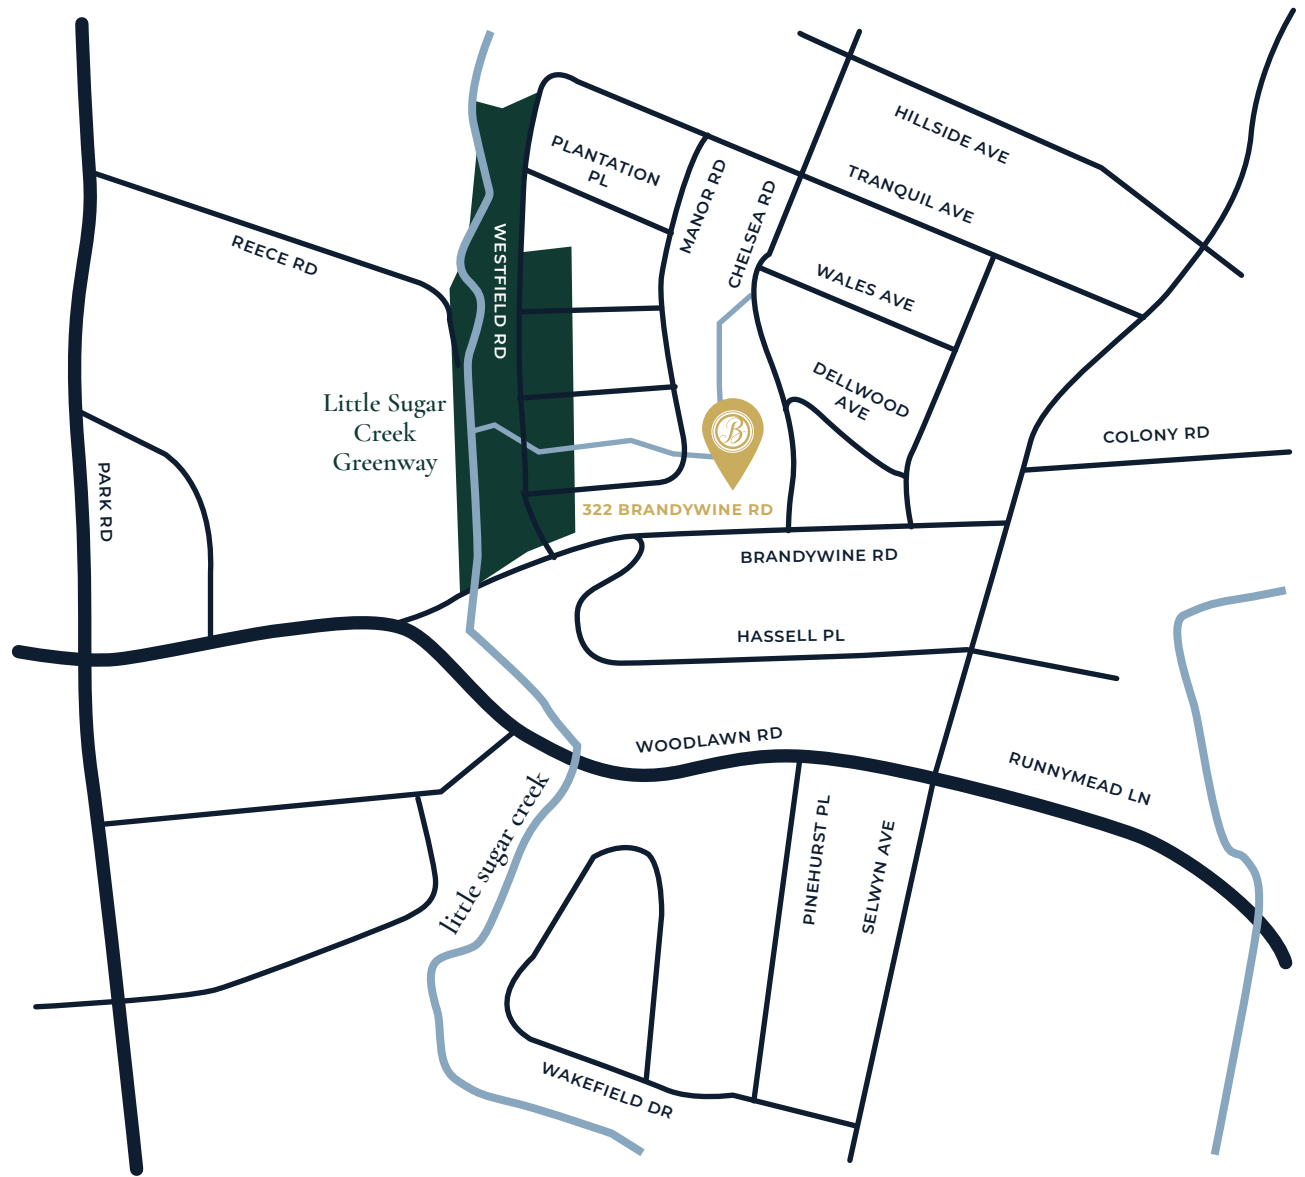 HILLSIDE AVE
PLANTATION
PL
MANOR RD
CHELSEA RD
TRANQUIL AVE
REECE RD
WESTFIELD RD
WALES AVE
DELLWOOD
AVE
Little Sugar
Creek
Greenway
B
COLONY RD
PARK RD
322 BRANDYWINE RD
BRANDYWINE RD
HASSELL PL
WOODLAWN RD
RUNNYMEAD LN
little sugar creek
PINEHURST PL
SELWYN AVE
WAKEFIELD DR